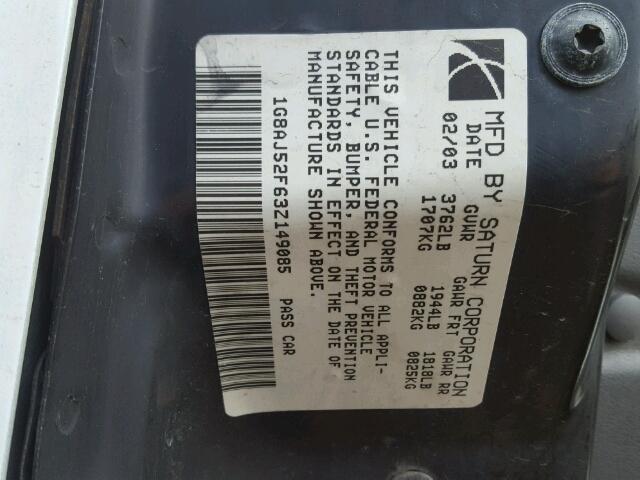 MFD BY SATURN CORPORATION
DATE GVWR GAWR FRT GAWR RR
02/03 3762LB 1944LB 1818LB
1707KG 0882KG 0825KG
THIS VEHICLE CONFORMS TO ALL APPLI-
CABLE U.S. FEDERAL MOTOR VEHICLE
SAFETY, BUMPER, AND THEFT PREVENTION
STANDARDS IN EFFECT ON THE DATE OF
MANUFACTURE SHOWN ABOVE.
1G8AJ52F63Z149085 PASS CAR